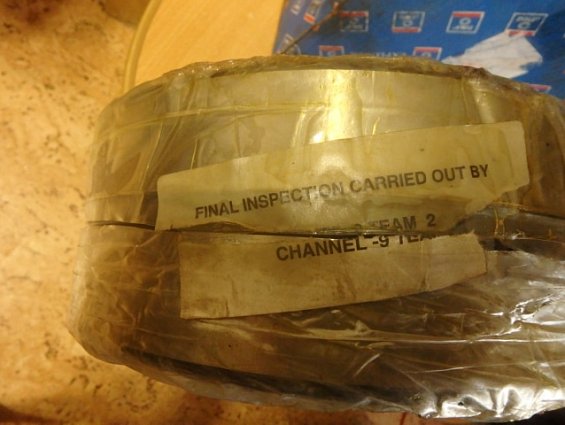 FINAL INSPECTION CARRIED OUT BY
TEAM 2
CHANNEL -9